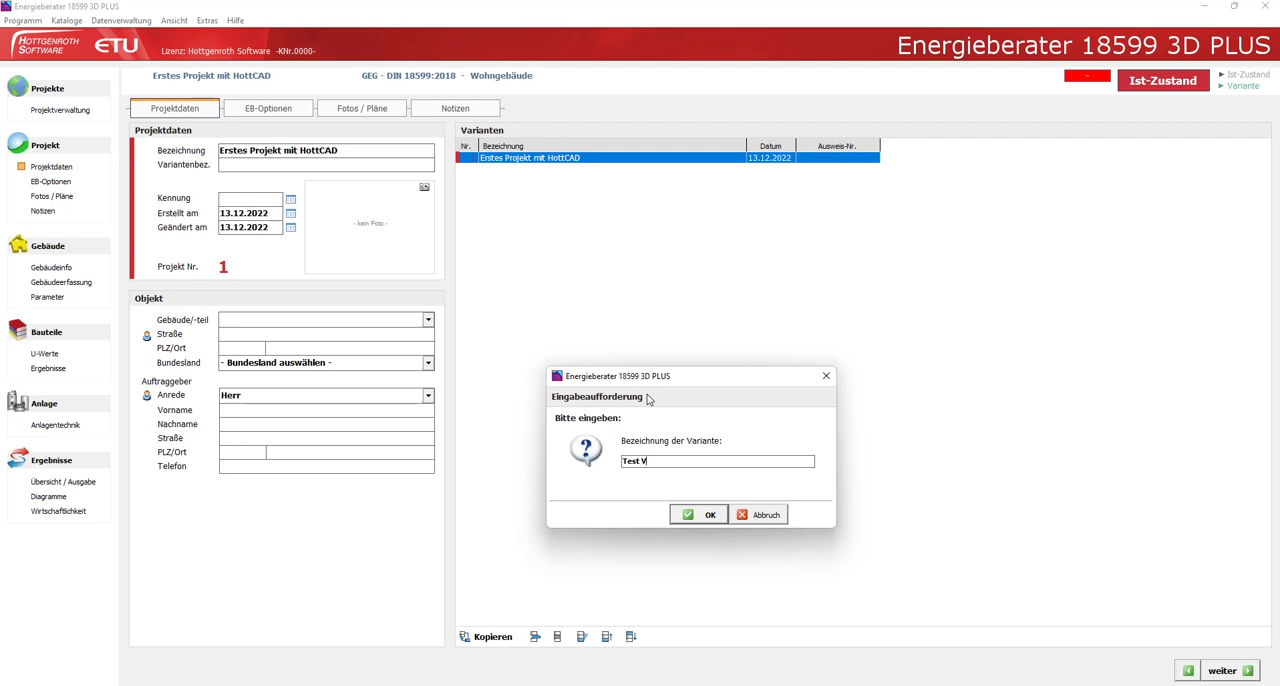 Energieberater 18599 3D PLUS
Programm Kataloge Datenverwaltung Ansicht Extras Hilfe
HOTTGENROTH SOFTWARE ETU Lizenz: Hottgenroth Software -KNr.0000- Energieberater 18599 3D PLUS
Erstes Projekt mit HottCAD GEG - DIN 18599:2018 - Wohngebäude - Ist-Zustand
Ist-Zustand
Variante
Projekte
Projektverwaltung
Projekt
Projektdaten
EB-Optionen
Fotos / Pläne
Notizen
Gebäude
Gebäudeinfo
Gebäudeerfassung
Parameter
Bauteile
U-Werte
Ergebnisse
Anlage
Anlagentechnik
Ergebnisse
Übersicht / Ausgabe
Diagramme
Wirtschaftlichkeit
Projektdaten EB-Optionen Fotos / Pläne Notizen
Projektdaten
Bezeichnung Erstes Projekt mit HottCAD
Variantenbez.
Kennung
Erstellt am 13.12.2022
Geändert am 13.12.2022
- kein Foto -
Projekt Nr. 1
Objekt
Gebäude/-teil
Straße
PLZ/Ort
Bundesland - Bundesland auswählen -
Auftraggeber
Anrede Herr
Vorname
Nachname
Straße
PLZ/Ort
Telefon
Varianten
Nr. Bezeichnung Datum Ausweis-Nr.
Erstes Projekt mit HottCAD 13.12.2022
Energieberater 18599 3D PLUS
Eingabeaufforderung
Bitte eingeben:
Bezeichnung der Variante:
Test V
OK Abbruch
Kopieren
weiter